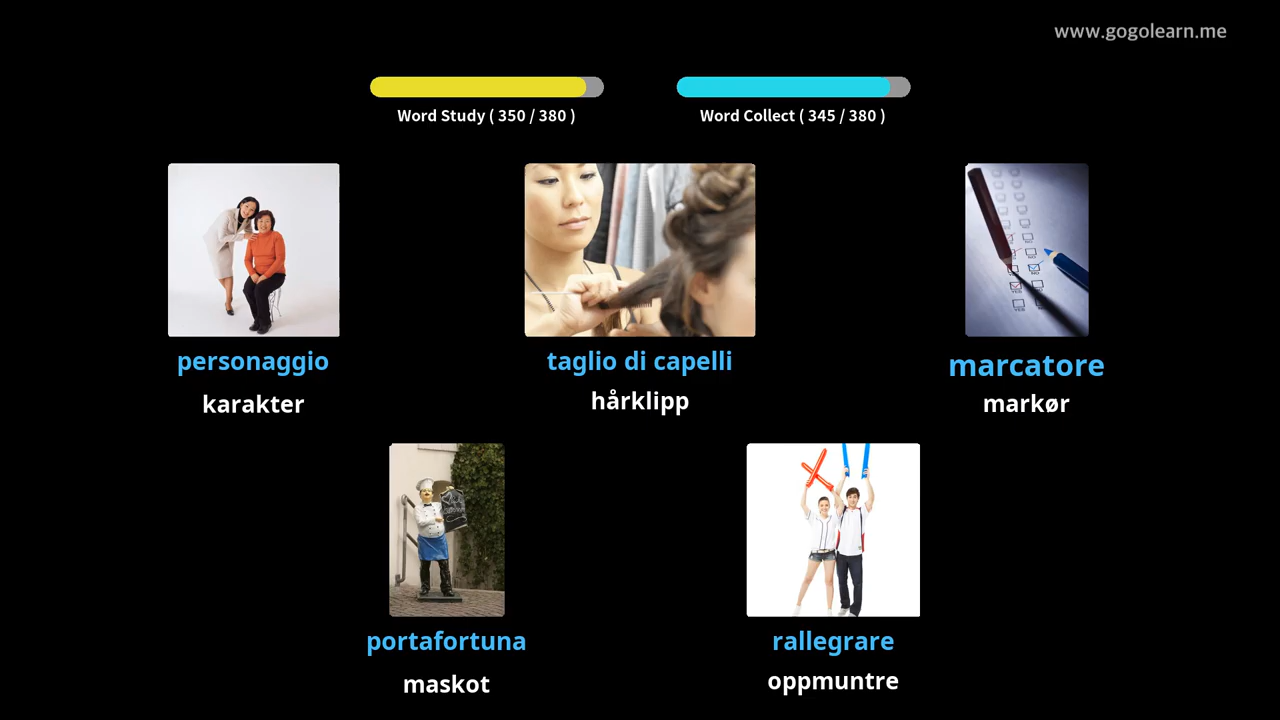 www.gogolearn.me
Word Study ( 350 / 380 )
Word Collect ( 345 / 380 )
personaggio
karakter
taglio di capelli
hårklipp
marcatore
markør
portafortuna
maskot
rallegrare
oppmuntre